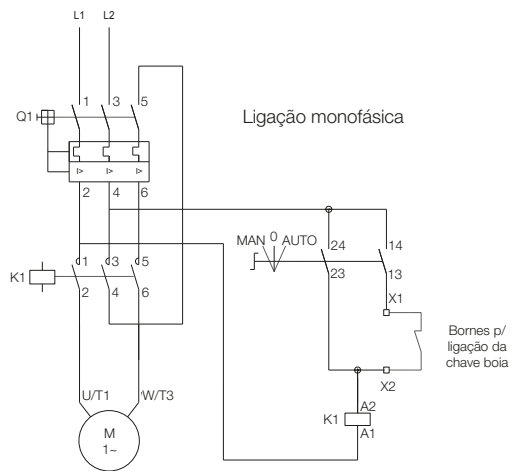 L1 L2
1 3 5
Q1
Ligação monofásica
I> I> I>
2 4 6
MAN 0 AUTO
24 14
23 13
K1
1 3 5
2 4 6
X1
Bornes p/
ligação da
chave boia
X2
U/T1 W/T3
A2
K1
A1
M
1~